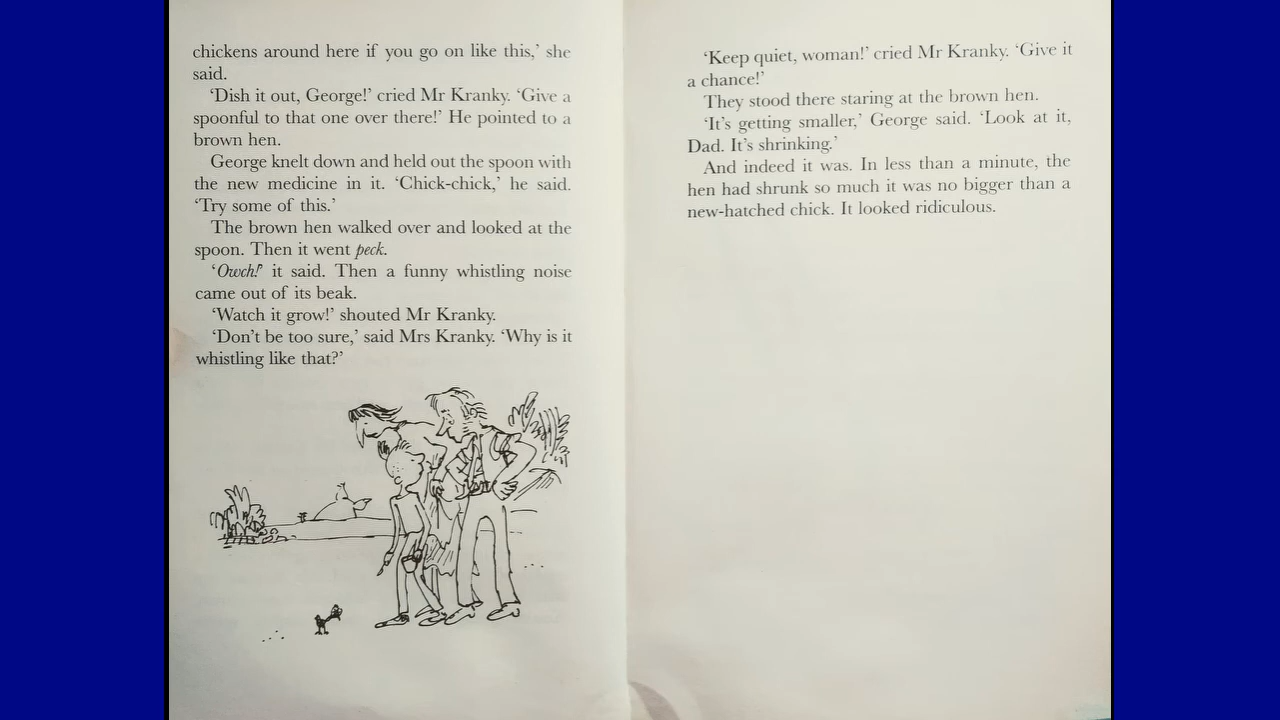 chickens around here if you go on like this,’ she
said.
‘Dish it out, George!’ cried Mr Kranky. ‘Give a
spoonful to that one over there!’ He pointed to a
brown hen.
George knelt down and held out the spoon with
the new medicine in it. ‘Chick-chick,’ he said.
‘Try some of this.’
The brown hen walked over and looked at the
spoon. Then it went peck.
‘Owch!’ it said. Then a funny whistling noise
came out of its beak.
‘Watch it grow!’ shouted Mr Kranky.
‘Don’t be too sure,’ said Mrs Kranky. ‘Why is it
whistling like that?’
‘Keep quiet, woman!’ cried Mr Kranky. ‘Give it
a chance!’
They stood there staring at the brown hen.
‘It’s getting smaller,’ George said. ‘Look at it,
Dad. It’s shrinking.’
And indeed it was. In less than a minute, the
hen had shrunk so much it was no bigger than a
new-hatched chick. It looked ridiculous.